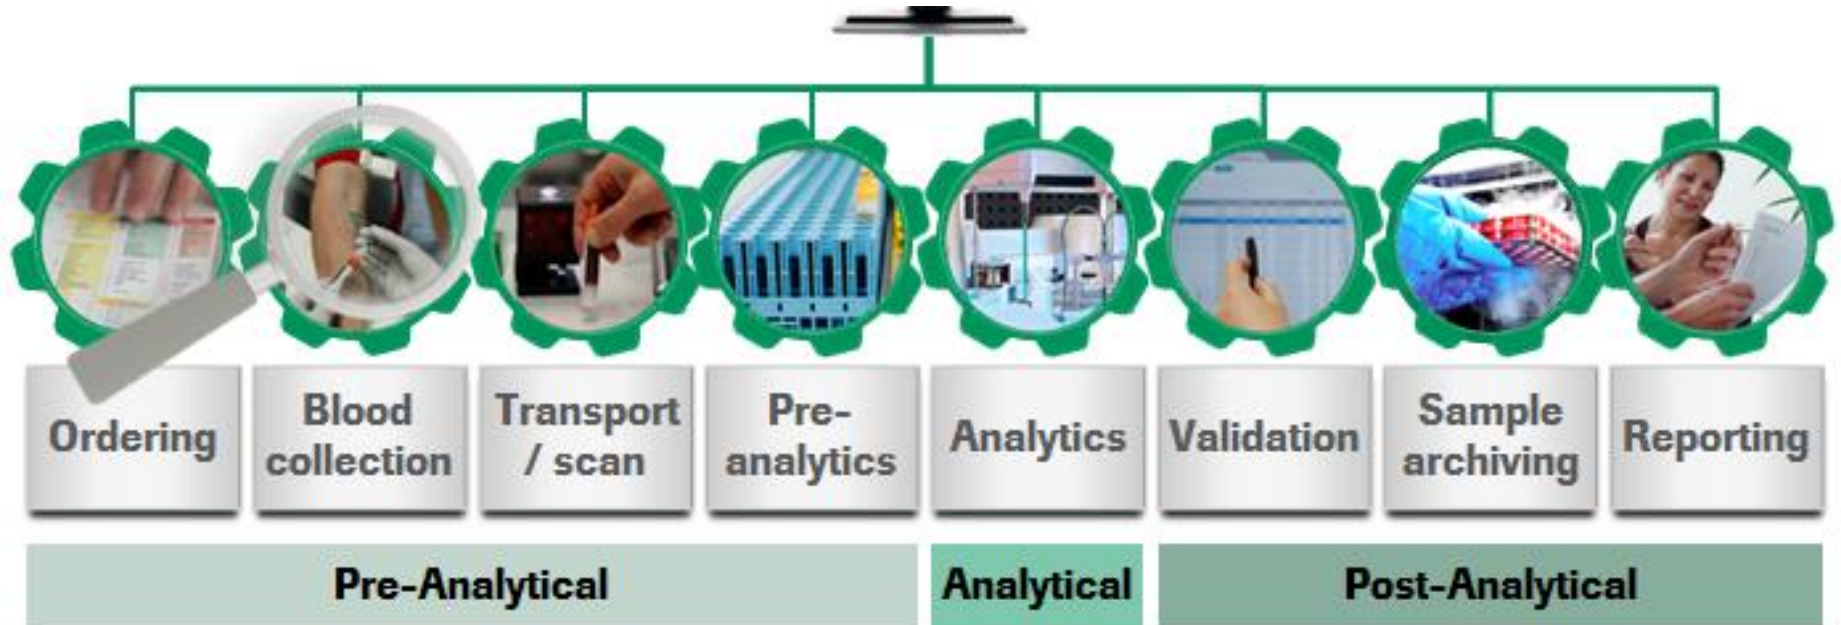 Ordering
Blood
collection
Transport
/ scan
Pre-
analytics
Analytics
Validation
Sample
archiving
Reporting
Pre-Analytical
Analytical
Post-Analytical